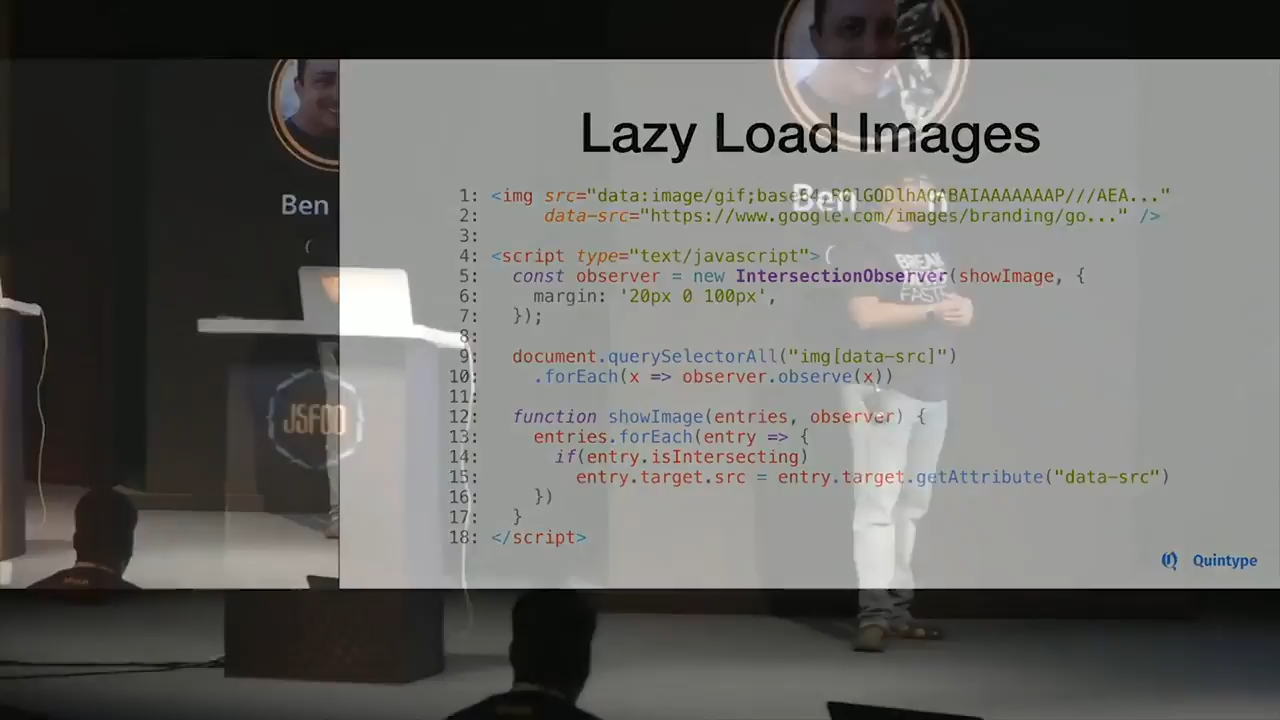 Lazy Load Images
1: <img src="data:image/gif;base64,R0lGODlhAQABAIAAAAAAAP///AEA..."
2: data-src="https://www.google.com/images/branding/go..." />
3:
4: <script type="text/javascript">
5: const observer = new IntersectionObserver(showImage, {
6: margin: '20px 0 100px',
7: });
8:
9: document.querySelectorAll("img[data-src]")
10: .forEach(x => observer.observe(x))
11:
12: function showImage(entries, observer) {
13: entries.forEach(entry => {
14: if(entry.isIntersecting)
15: entry.target.src = entry.target.getAttribute("data-src")
16: })
17: }
18: </script>
Quintype
Ben
(
Ben
(
BREAK
FAST
JSFOO